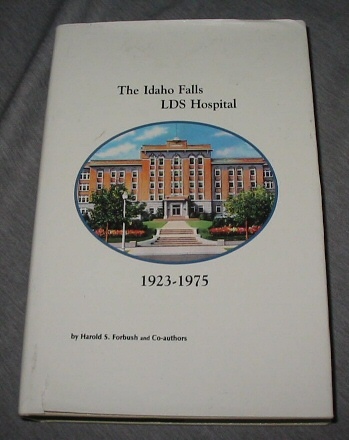 The Idaho Falls
LDS Hospital
1923-1975
by Harold S. Forbush and Co-authors